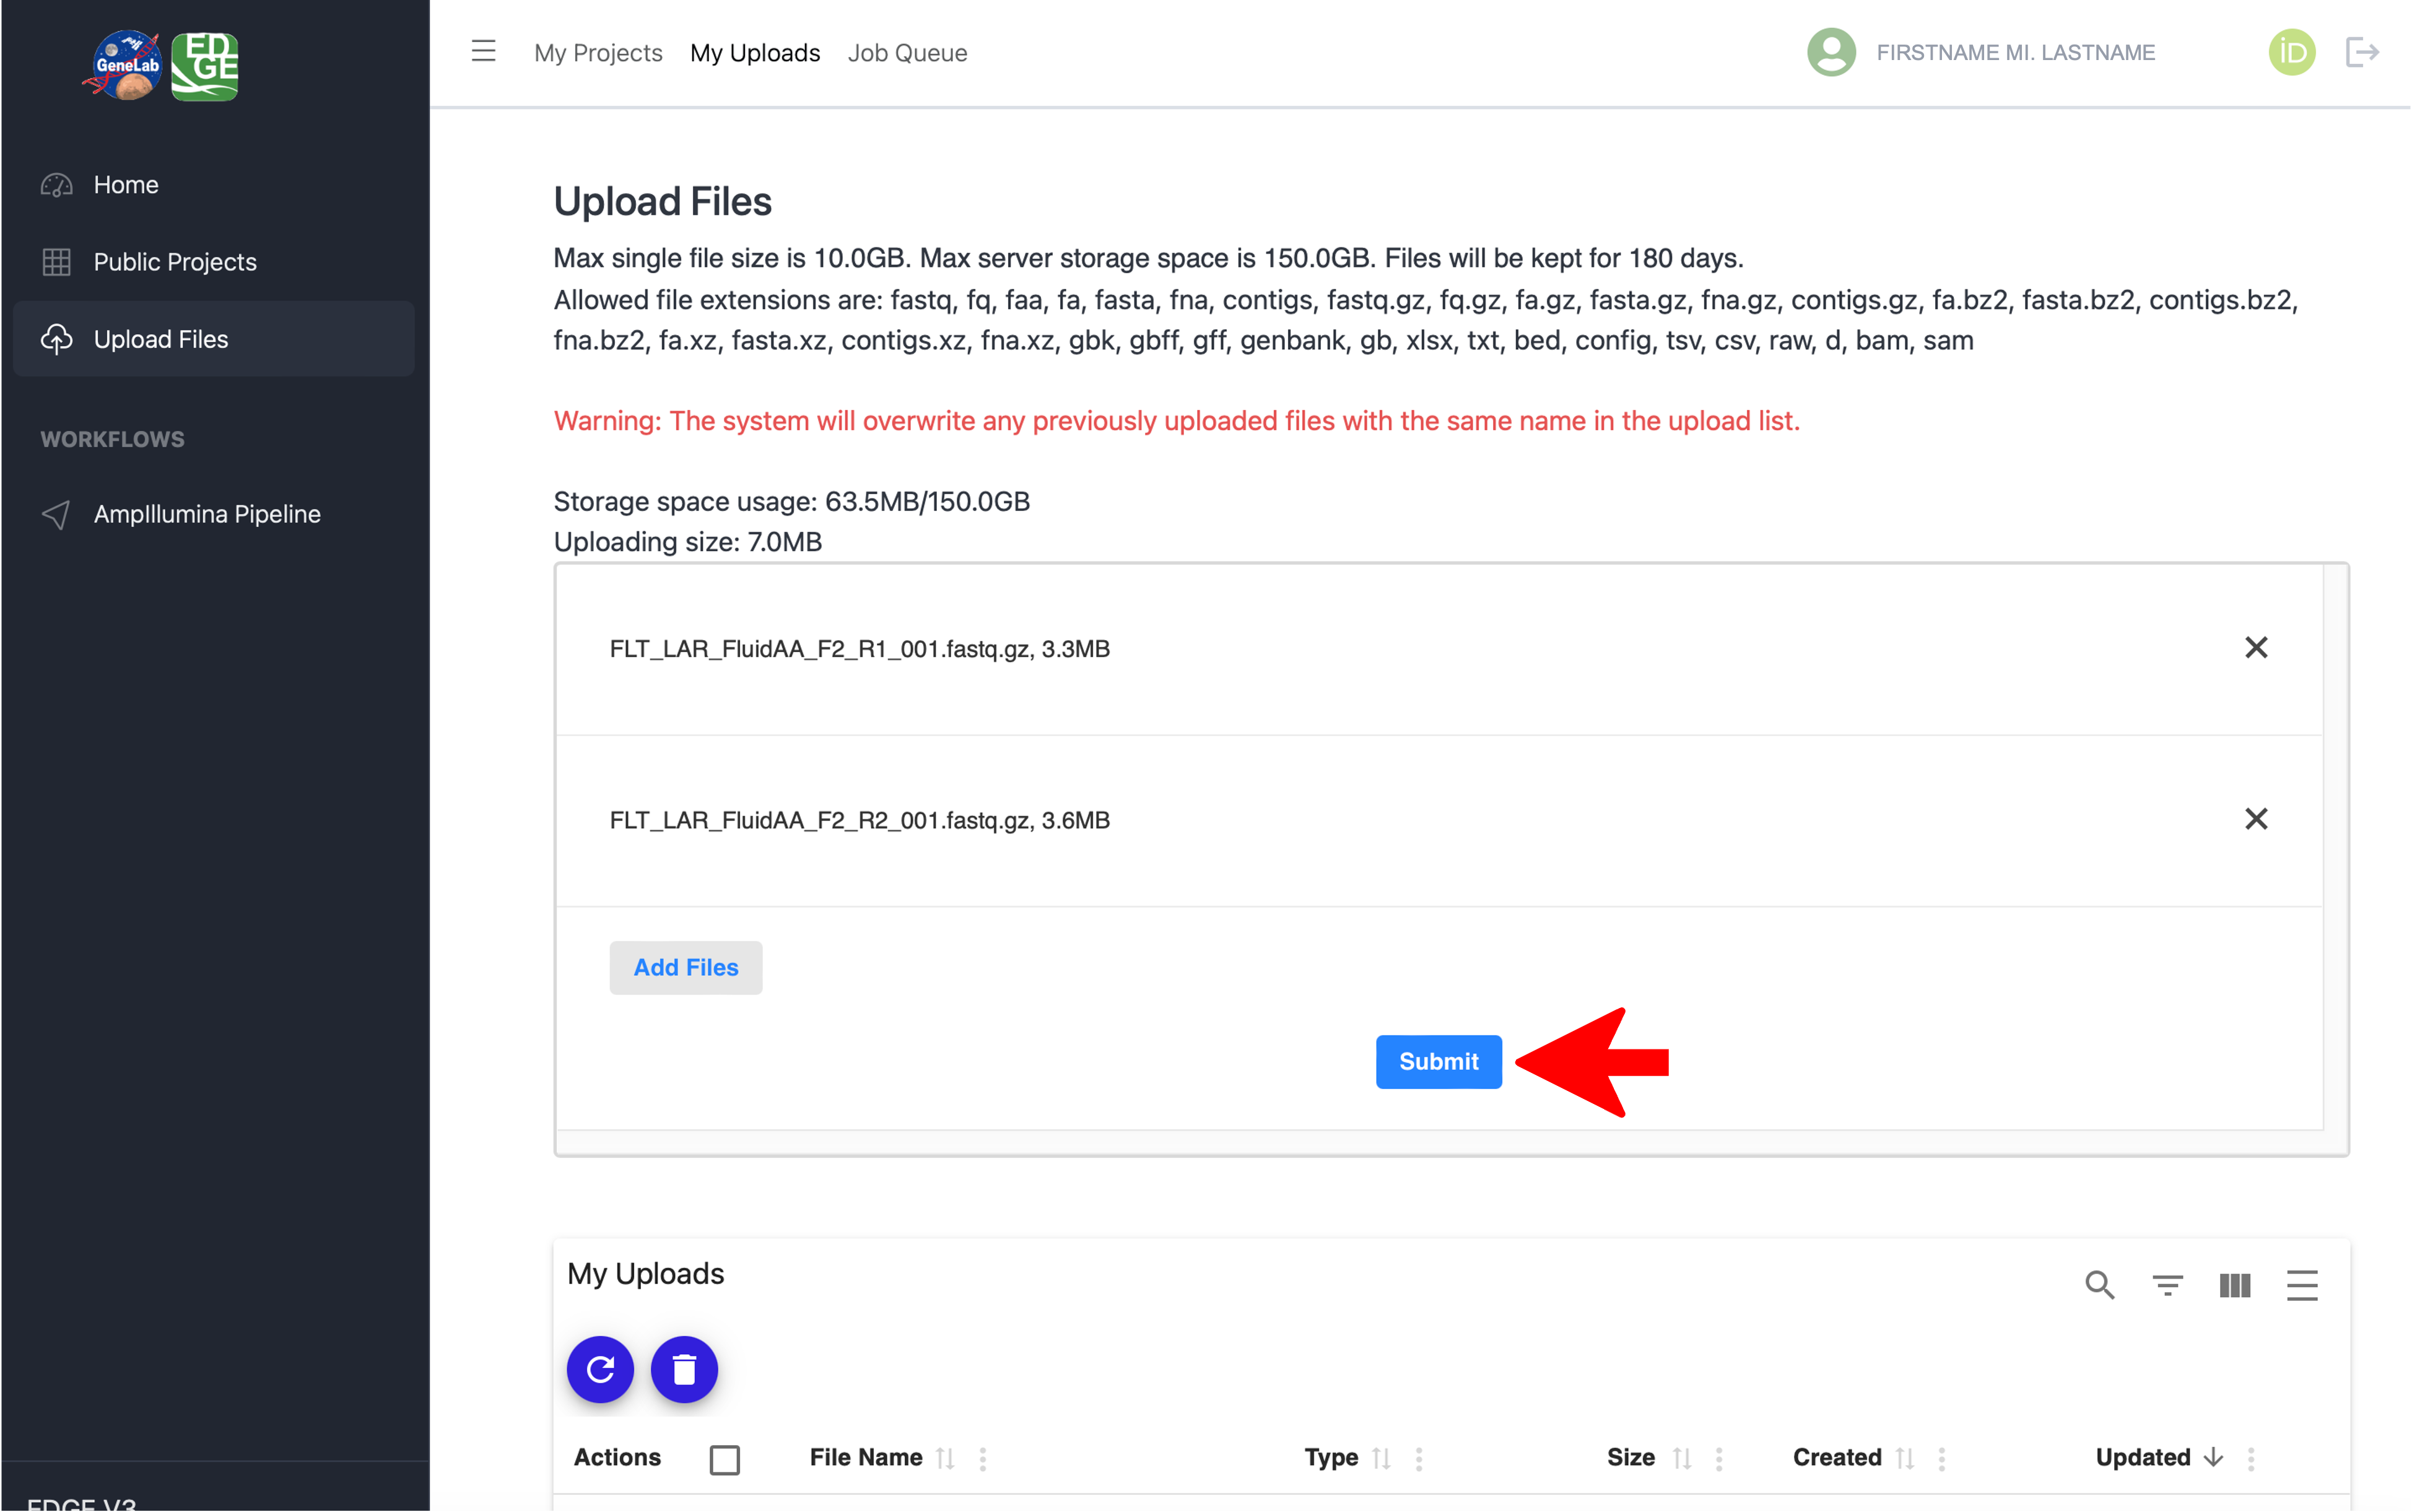 GeneLab
ED
GE
My Projects My Uploads Job Queue
FIRSTNAME MI. LASTNAME
iD
Home
Public Projects
Upload Files
WORKFLOWS
AmpIllumina Pipeline
EDGE V3
Upload Files
Max single file size is 10.0GB. Max server storage space is 150.0GB. Files will be kept for 180 days.
Allowed file extensions are: fastq, fq, faa, fa, fasta, fna, contigs, fastq.gz, fq.gz, fa.gz, fasta.gz, fna.gz, contigs.gz, fa.bz2, fasta.bz2, contigs.bz2,
fna.bz2, fa.xz, fasta.xz, contigs.xz, fna.xz, gbk, gbff, gff, genbank, gb, xlsx, txt, bed, config, tsv, csv, raw, d, bam, sam
Warning: The system will overwrite any previously uploaded files with the same name in the upload list.
Storage space usage: 63.5MB/150.0GB
Uploading size: 7.0MB
FLT_LAR_FluidAA_F2_R1_001.fastq.gz, 3.3MB
FLT_LAR_FluidAA_F2_R2_001.fastq.gz, 3.6MB
Add Files
Submit
My Uploads
Actions File Name Type Size Created Updated